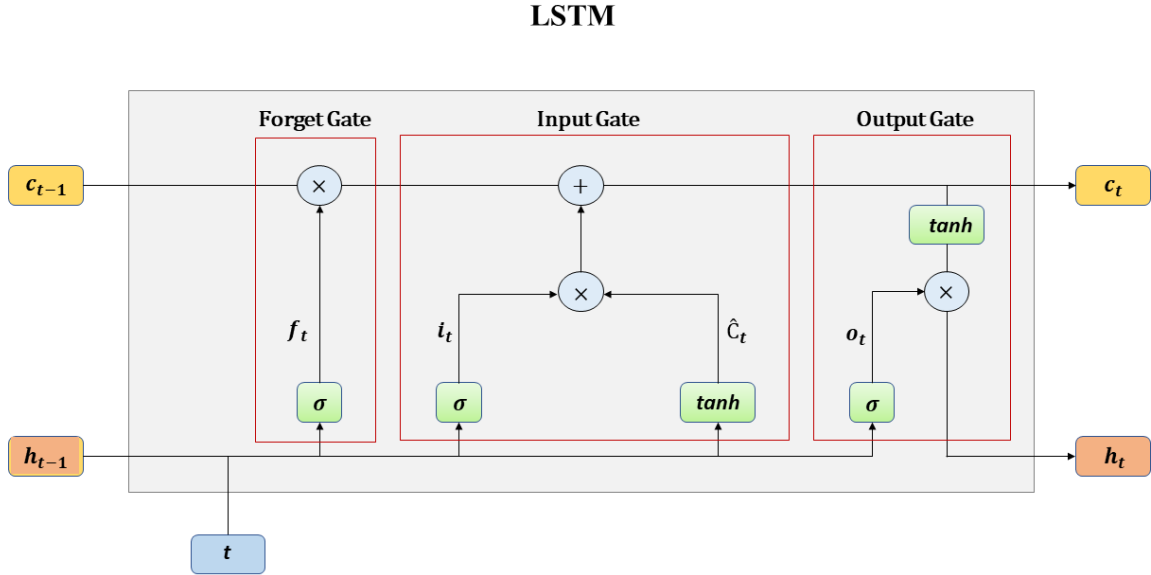 LSTM
Forget Gate
Input Gate
Output Gate
c_{t−1}
×
+
c_t
tanh
×
×
f_t
i_t
Ĉ_t
o_t
σ
σ
tanh
σ
h_{t−1}
h_t
t